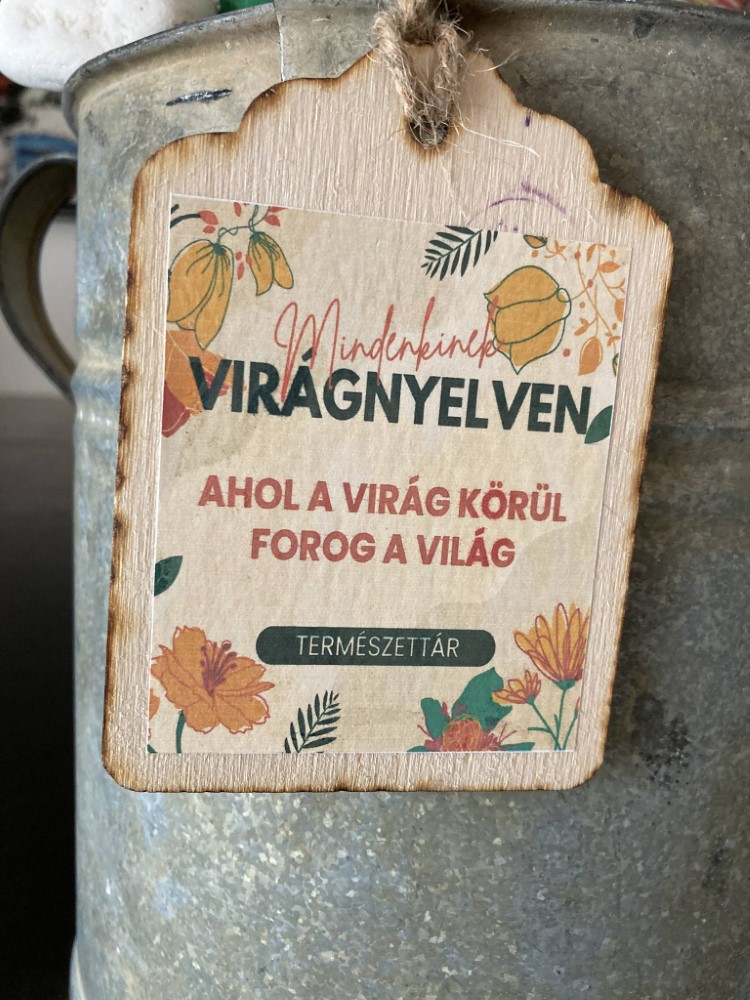 Mindenkinek
VIRÁGNYELVEN
AHOL A VIRÁG KÖRÜL
FOROG A VILÁG
TERMÉSZETTÁR